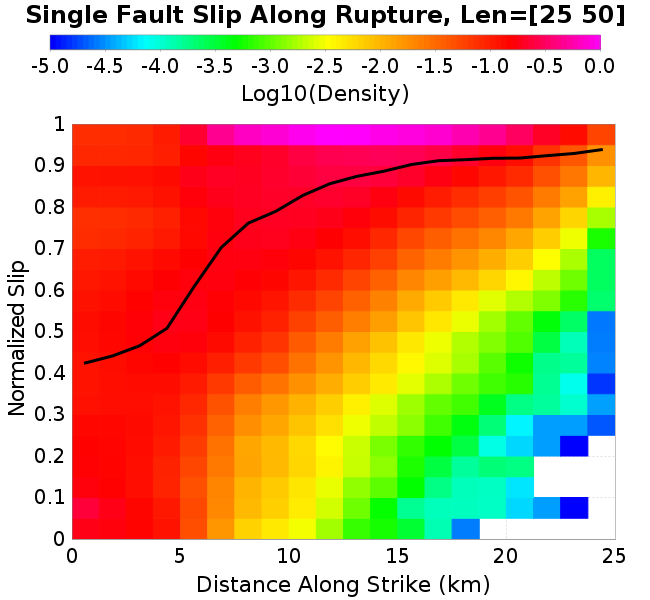 Single Fault Slip Along Rupture, Len=[25 50]
-5.0 -4.5 -4.0 -3.5 -3.0 -2.5 -2.0 -1.5 -1.0 -0.5 0.0
Log10(Density)
1
0.9
0.8
0.7
0.6
0.5
0.4
0.3
0.2
0.1
0
Normalized Slip
0 5 10 15 20 25
Distance Along Strike (km)